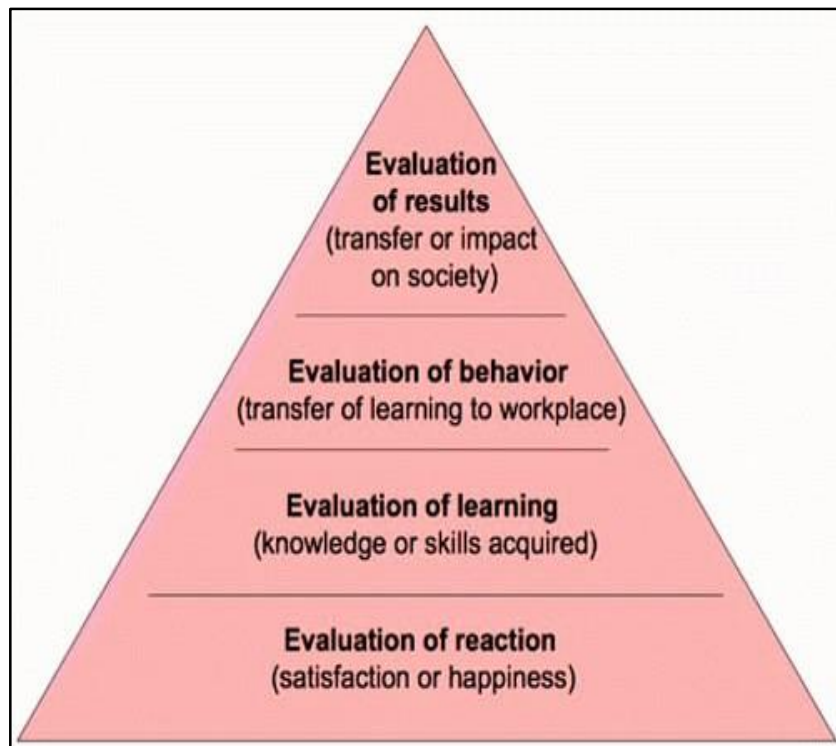 Evaluation
of results
(transfer or impact
on society)
Evaluation of behavior
(transfer of learning to workplace)
Evaluation of learning
(knowledge or skills acquired)
Evaluation of reaction
(satisfaction or happiness)